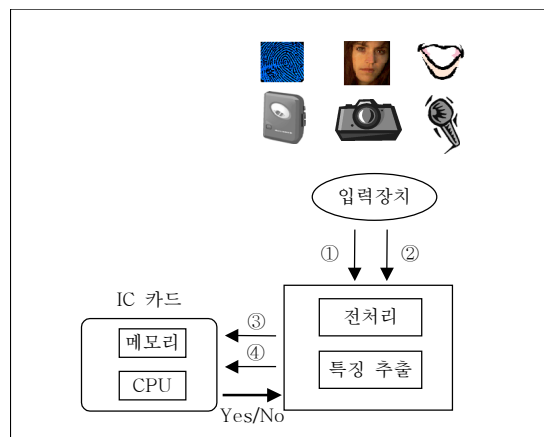 입력장치
① ②
IC 카드
전처리
③
메모리
④
특징 추출
CPU
Yes/No